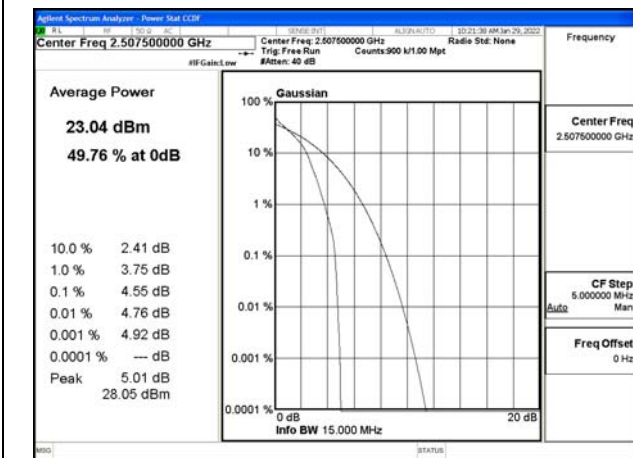 Agilent Spectrum Analyzer - Power Stat CCDF
RL RF 50 Ω AC SENSE:INT ALIGN AUTO 10:21:38 AM Jan 29, 2022
Center Freq 2.507500000 GHz
Center Freq: 2.507500000 GHz Radio Std: None
Trig: Free Run Counts:900 k/1.00 Mpt
#IFGain:Low #Atten: 40 dB
Frequency
Average Power
23.04 dBm
49.76 % at 0dB
10.0 % 2.41 dB
1.0 % 3.75 dB
0.1 % 4.55 dB
0.01 % 4.76 dB
0.001 % 4.92 dB
0.0001 % --- dB
Peak 5.01 dB
28.05 dBm
Gaussian
100 %
10 %
1 %
0.1 %
0.01 %
0.001 %
0.0001 %
0 dB 20 dB
Info BW 15.000 MHz
Center Freq
2.507500000 GHz
CF Step
5.000000 MHz
Auto Man
Freq Offset
0 Hz
MSG STATUS